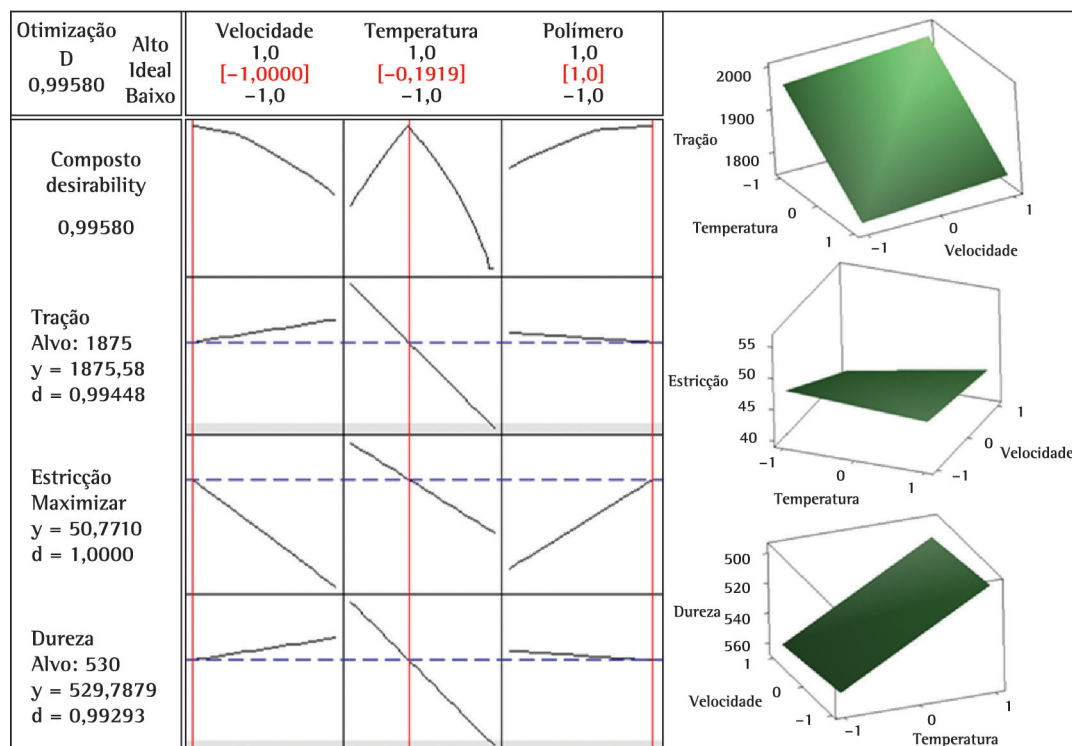 Otimização
D
0,99580
Alto
Ideal
Baixo
Velocidade
1,0
[−1,0000]
−1,0
Temperatura
1,0
[−0,1919]
−1,0
Polímero
1,0
[1,0]
−1,0
Composto
desirability
0,99580
Tração
Alvo: 1875
y = 1875,58
d = 0,99448
Estricção
Maximizar
y = 50,7710
d = 1,0000
Dureza
Alvo: 530
y = 529,7879
d = 0,99293
2000
1900
Tração
1800
−1
0
1
Temperatura
−1
0
1
Velocidade
55
50
Estricção
45
40
−1
0
1
Temperatura
−1
0
1
Velocidade
500
520
Dureza
540
560
1
0
−1
Velocidade
−1
0
1
Temperatura